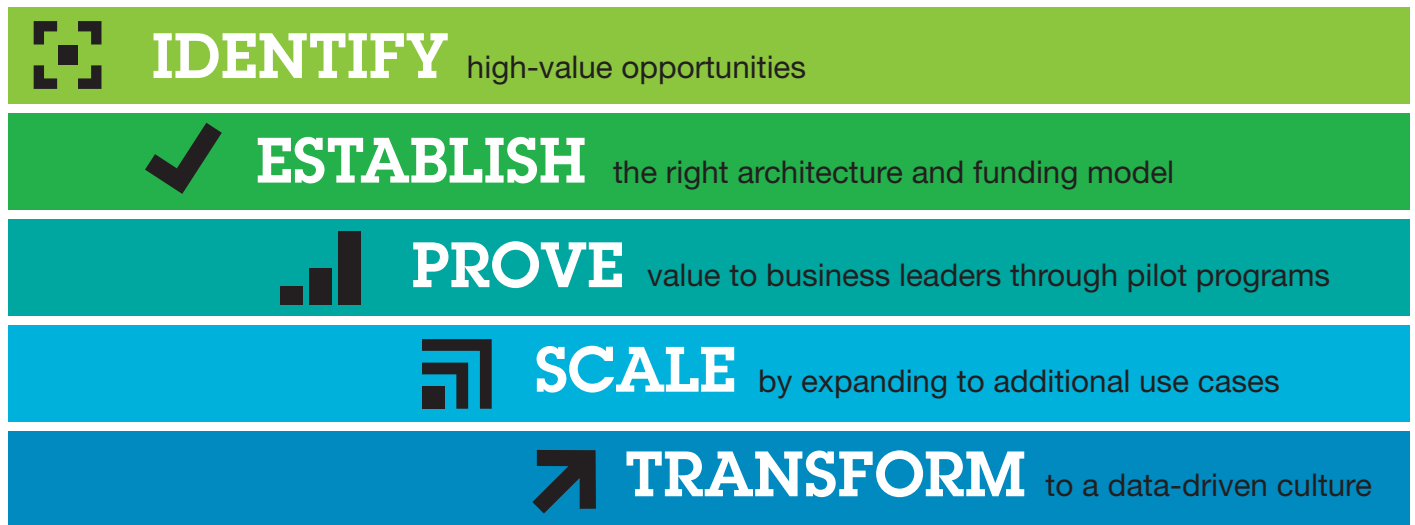 IDENTIFY high-value opportunities
ESTABLISH the right architecture and funding model
PROVE value to business leaders through pilot programs
SCALE by expanding to additional use cases
TRANSFORM to a data-driven culture